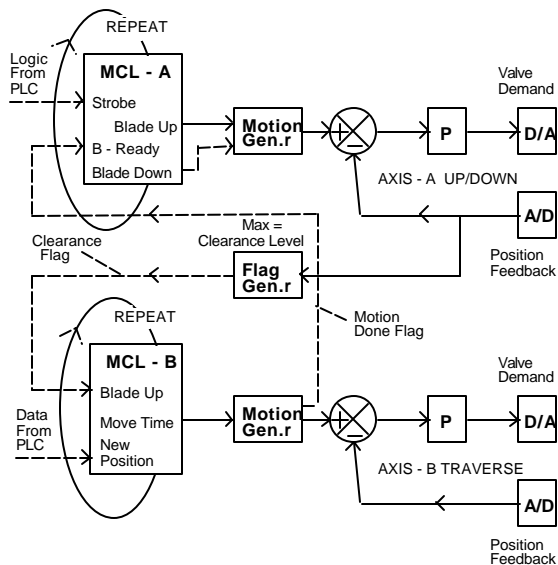 REPEAT
Logic
From
PLC
MCL - A
Strobe
Blade Up
B - Ready
Blade Down
Motion
Gen.r
+
–
P
Valve
Demand
D/A
AXIS - A UP/DOWN
A/D
Position
Feedback
Max =
Clearance Level
Clearance
Flag
Flag
Gen.r
Motion
Done Flag
REPEAT
MCL - B
Blade Up
Move Time
New
Position
Data
From
PLC
Motion
Gen.r
+
–
P
Valve
Demand
D/A
AXIS - B TRAVERSE
A/D
Position
Feedback